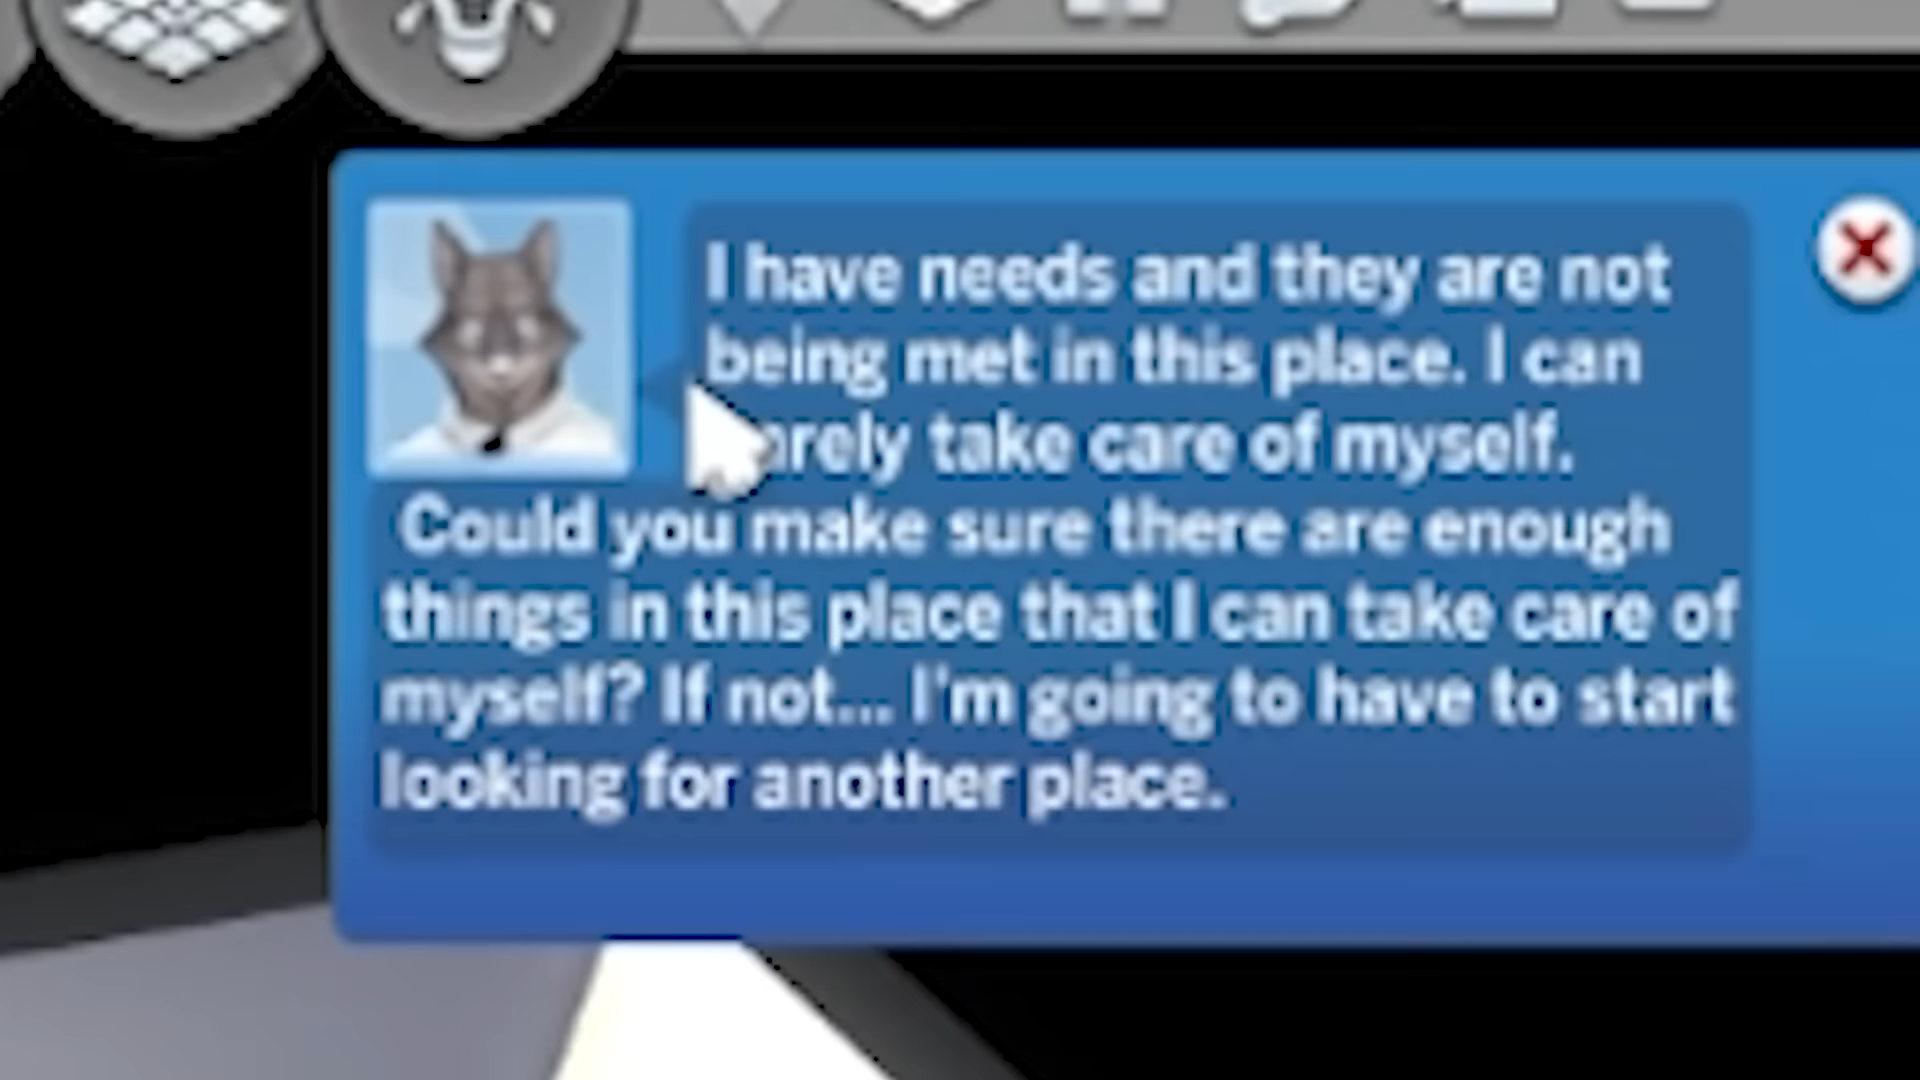 I have needs and they are not
being met in this place. I can
arely take care of myself.
Could you make sure there are enough
things in this place that I can take care of
myself? If not... I'm going to have to start
looking for another place.